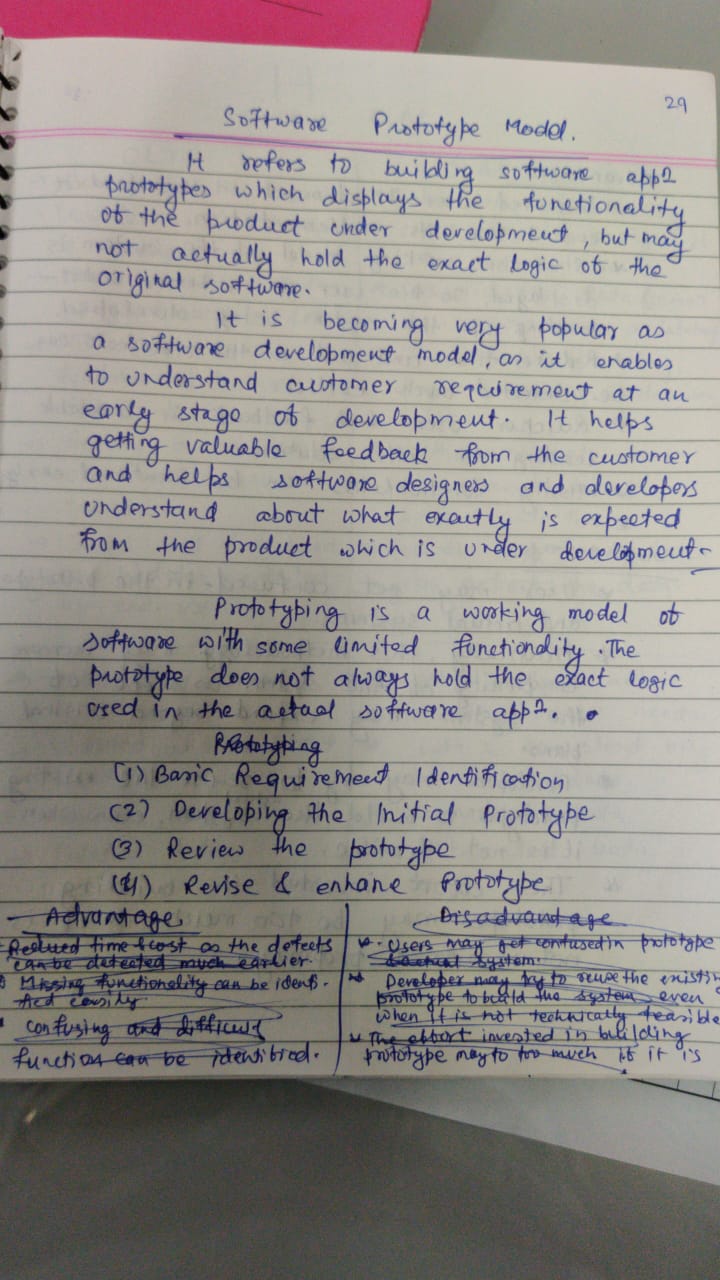 29
Software Prototype Model.
It refers to building software appn
prototypes which displays the functionality
of the product under development, but may
not actually hold the exact logic of the
original software.
It is becoming very popular as
a software development model, as it enables
to understand customer requirement at an
early stage of development. It helps
getting valuable feedback from the customer
and helps software designers and developers
understand about what exactly is expected
from the product which is under development.
Prototyping is a working model of
software with some limited functionality. The
prototype does not always hold the exact logic
used in the actual software appn.
Prototyping
(1) Basic Requirement Identification
(2) Developing the Initial Prototype
(3) Review the prototype
(4) Revise & enhane Prototype
Advantage
Reduced time & cost as the defects
can be detected much earlier.
Missing functionality can be identi-
fied easily
confusing and difficult
function can be identified.
Disadvantage
Users may get confused in prototype
& actual system.
Developer may try to reuse the existing
prototype to build the system even
when it is not technically feasible
The effort invested in building
prototype may to too much if it is